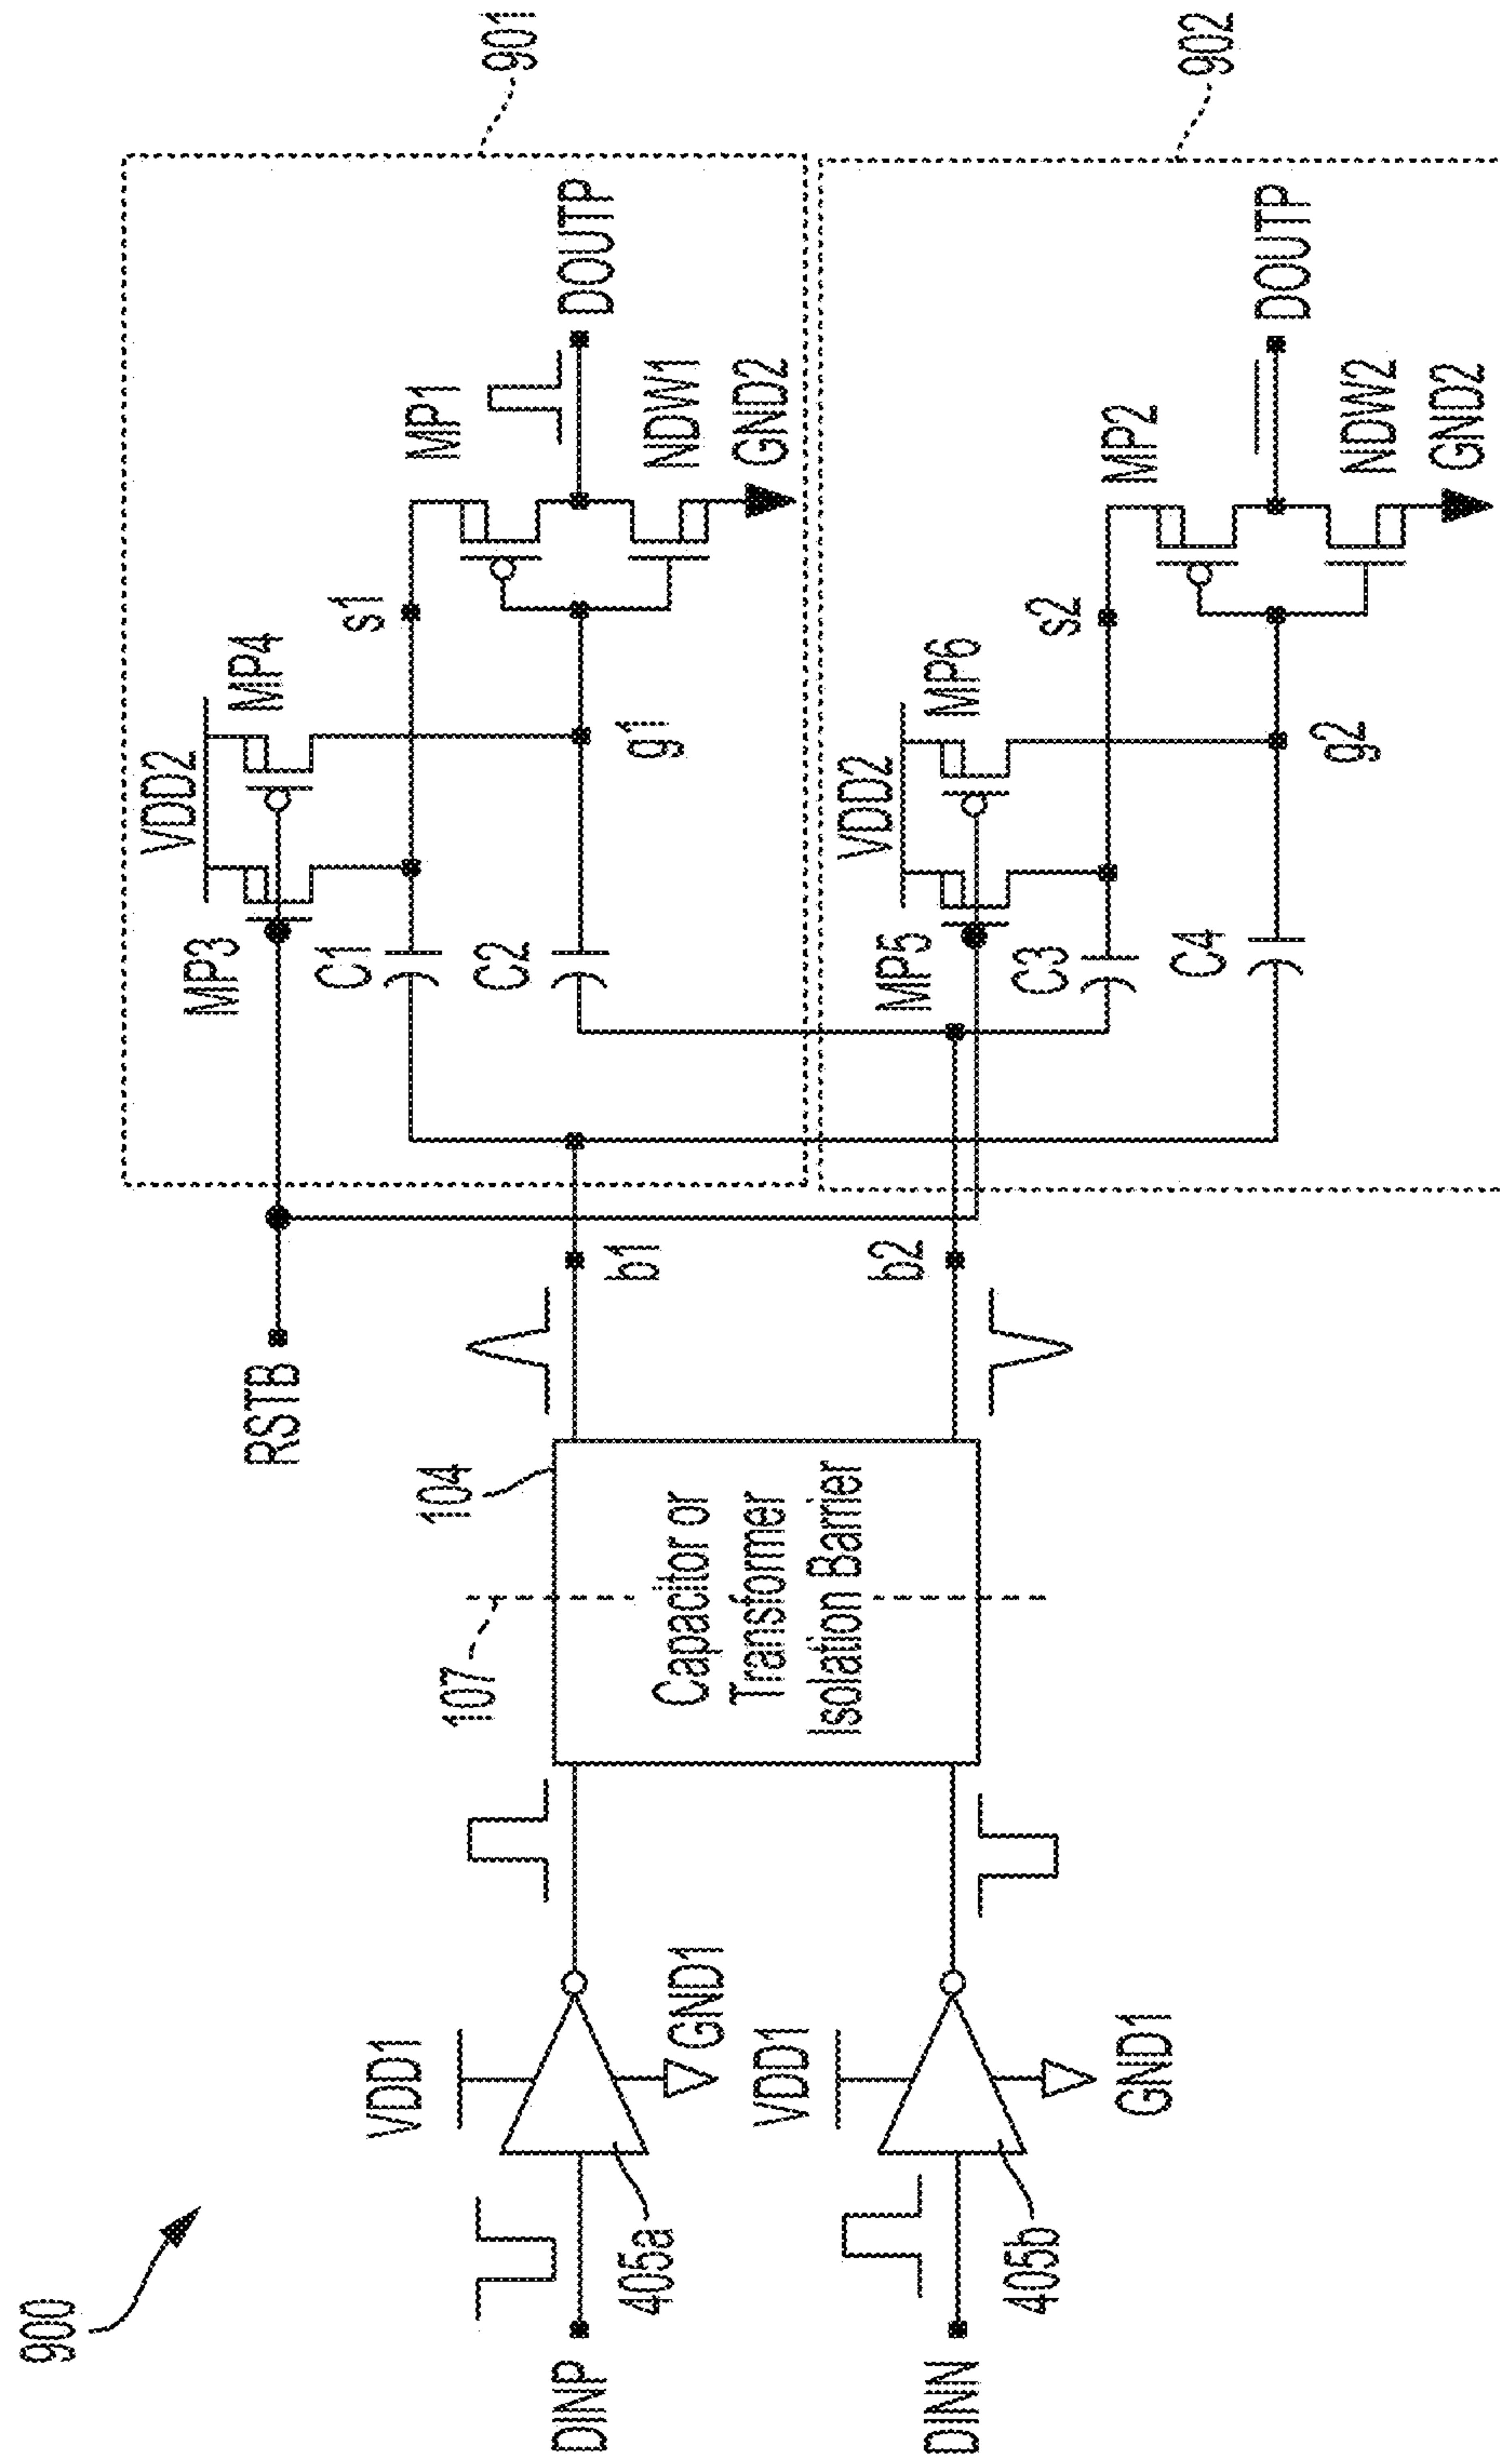 900
901
902
VDD2
MP3
MP4
RSTB
C1
s1
MP1
C2
g1
DOUTP
NDW1
GND2
VDD2
MP5
MP6
C3
s2
MP2
C4
g2
DOUTP
NDW2
GND2
b1
b2
104
107
Capacitor or
Transformer
Isolation Barrier
VDD1
GND1
405a
DINP
VDD1
GND1
405b
DINN